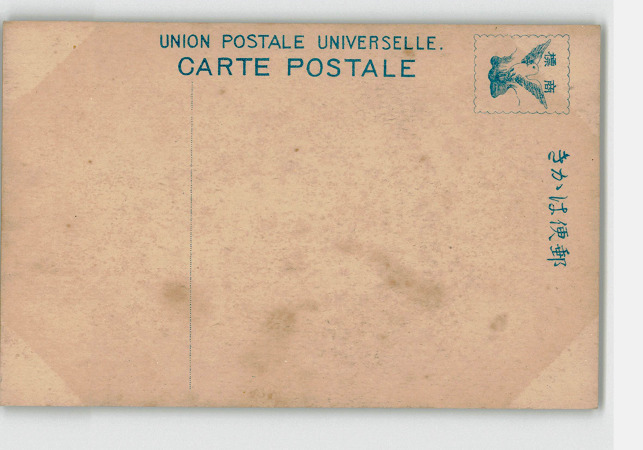 UNION POSTALE UNIVERSELLE.
CARTE POSTALE
商標
郵便はかき